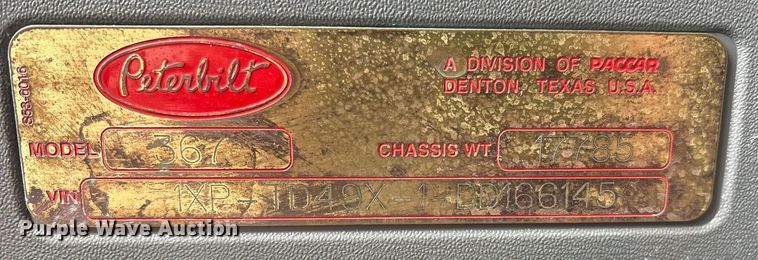 Peterbilt
A DIVISION OF PACCAR
DENTON, TEXAS U.S.A.
S53-6016
MODEL 367 CHASSIS WT 17785
VIN 1XP-TD49X-1-DD166145
Purple Wave Auction